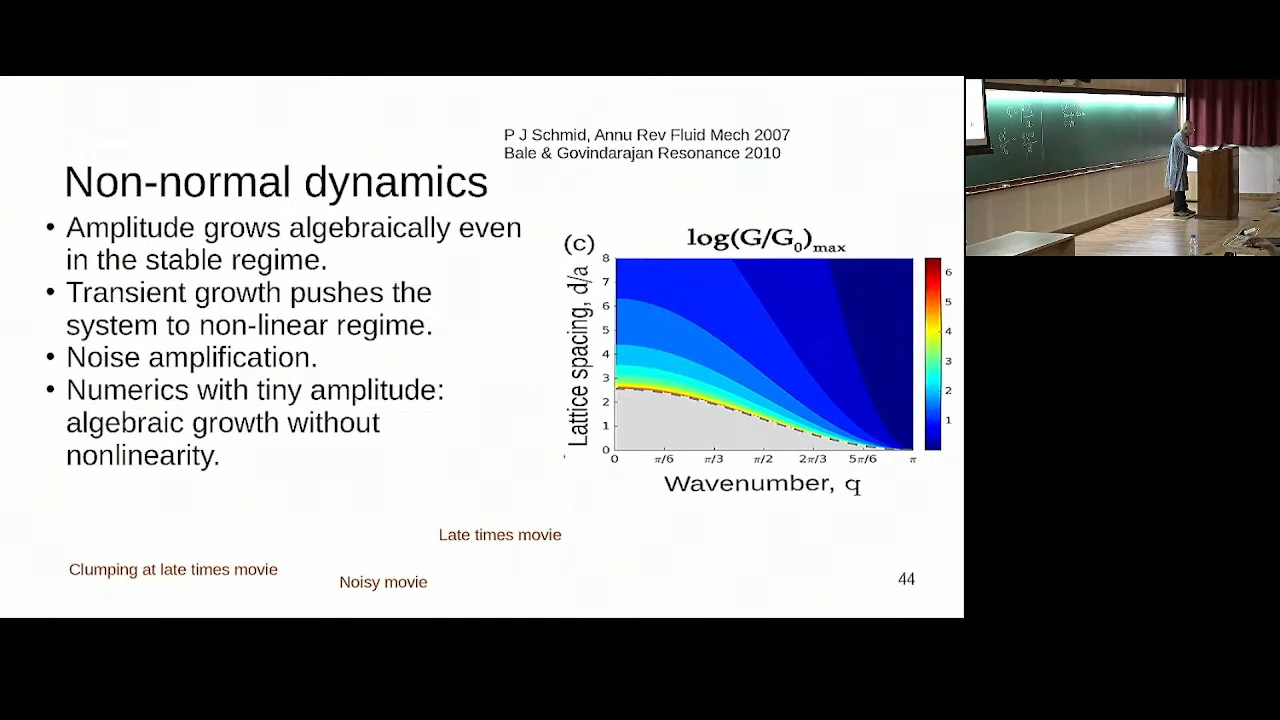 P J Schmid, Annu Rev Fluid Mech 2007
Bale & Govindarajan Resonance 2010
Non-normal dynamics
• Amplitude grows algebraically even
in the stable regime.
• Transient growth pushes the
system to non-linear regime.
• Noise amplification.
• Numerics with tiny amplitude:
algebraic growth without
nonlinearity.
(c)
log(G/G₀)max
Lattice spacing, d/a
8
7
6
5
4
3
2
1
0
0 π/6 π/3 π/2 2π/3 5π/6 π
Wavenumber, q
6
5
4
3
2
1
Late times movie
Clumping at late times movie
Noisy movie
44